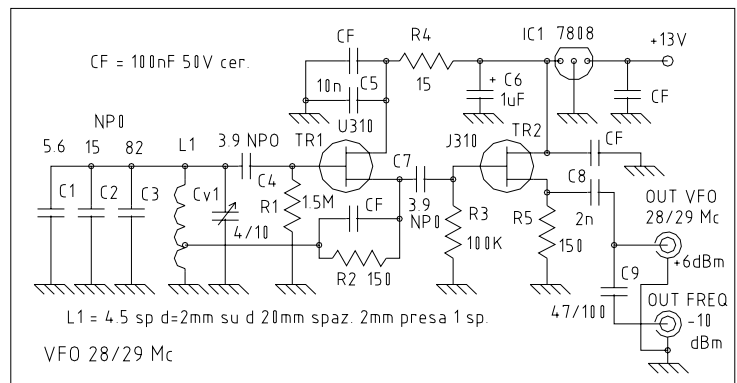 CF = 100nF 50V cer.
CF
R4
15
IC1 7808
+13V
10n
C5
+ C6
1uF
CF
U310
NP0
5.6 15 82
L1
3.9 NPO
C4
TR1
C7
J310
TR2
CF
C8
2n
OUT VFO
28/29 Mc
+6dBm
C1
C2
C3
Cv1
4/10
R1
1.5M
CF
3.9
NP0
R3
100K
R5
150
R2 150
C9
47/100
OUT FREQ
-10
dBm
L1 = 4.5 sp d=2mm su d 20mm spaz. 2mm presa 1 sp.
VFO 28/29 Mc